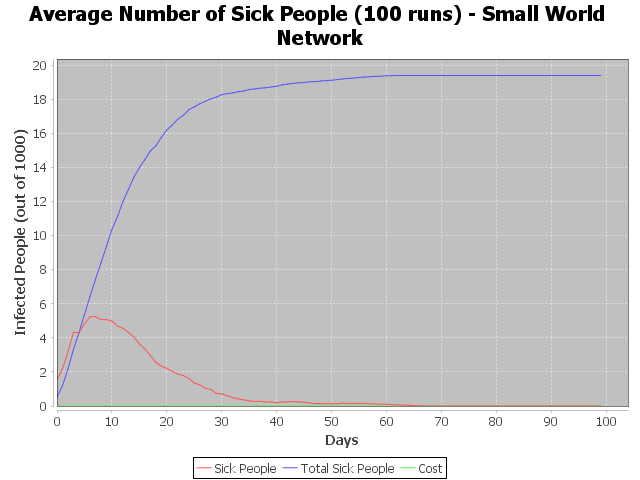 Average Number of Sick People (100 runs) - Small World
Network
Infected People (out of 1000)
20
18
16
14
12
10
8
6
4
2
0
0 10 20 30 40 50 60 70 80 90 100
Days
Sick People Total Sick People Cost